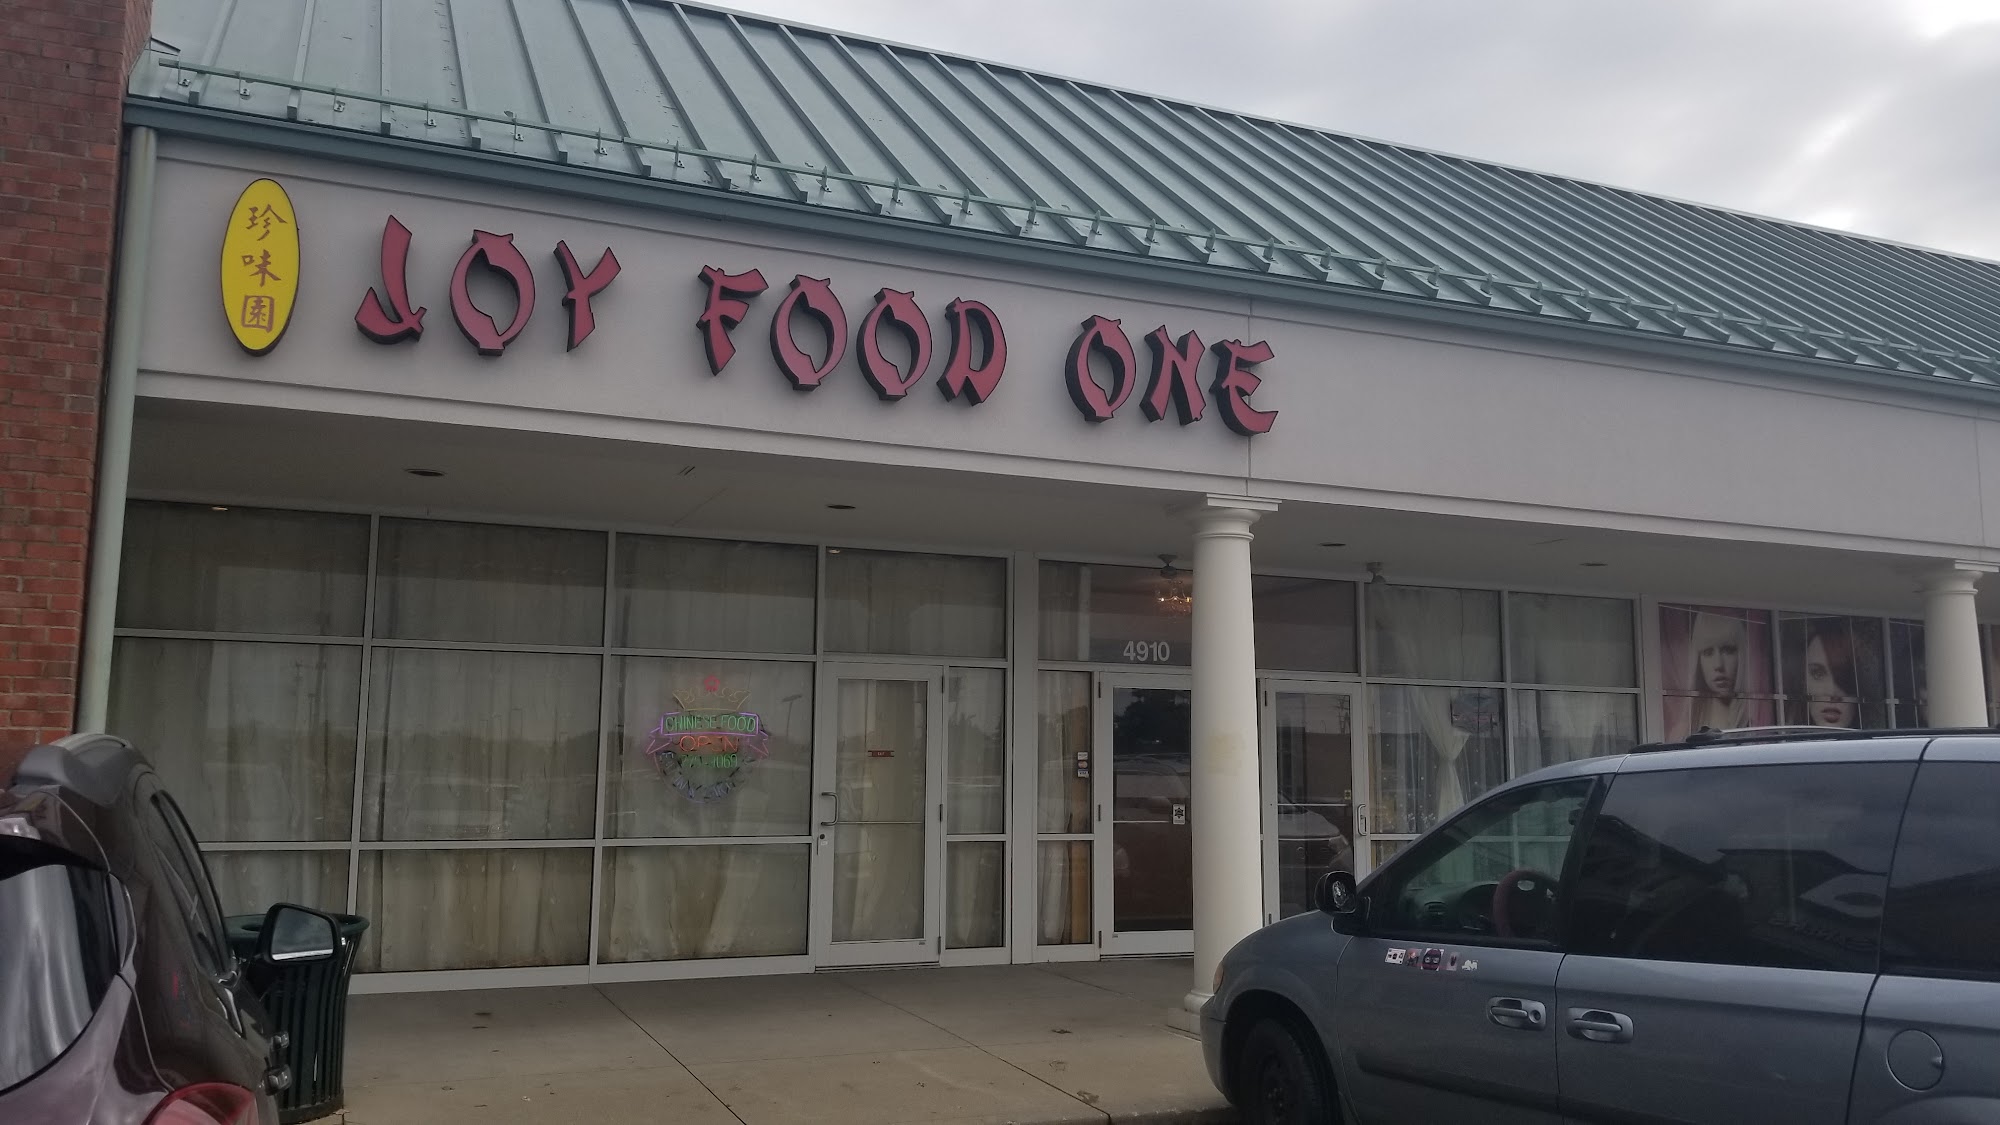 珍味園
JOY FOOD ONE
4910
CHINESE FOOD
OPEN